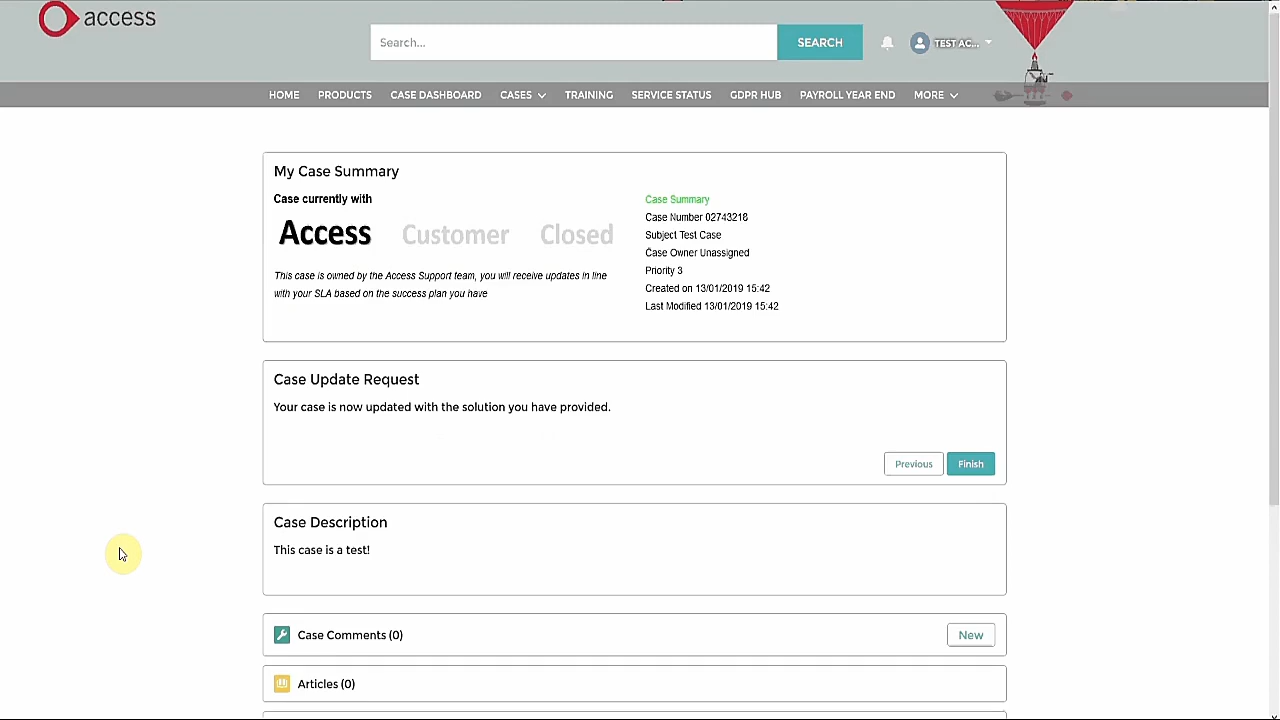 access
Search...
SEARCH
TEST AC...
HOME
PRODUCTS
CASE DASHBOARD
CASES
TRAINING
SERVICE STATUS
GDPR HUB
PAYROLL YEAR END
MORE
My Case Summary
Case currently with
Access
Customer
Closed
This case is owned by the Access Support team, you will receive updates in line
with your SLA based on the success plan you have
Case Summary
Case Number 02743218
Subject Test Case
Case Owner Unassigned
Priority 3
Created on 13/01/2019 15:42
Last Modified 13/01/2019 15:42
Case Update Request
Your case is now updated with the solution you have provided.
Previous
Finish
Case Description
This case is a test!
Case Comments (0)
New
Articles (0)